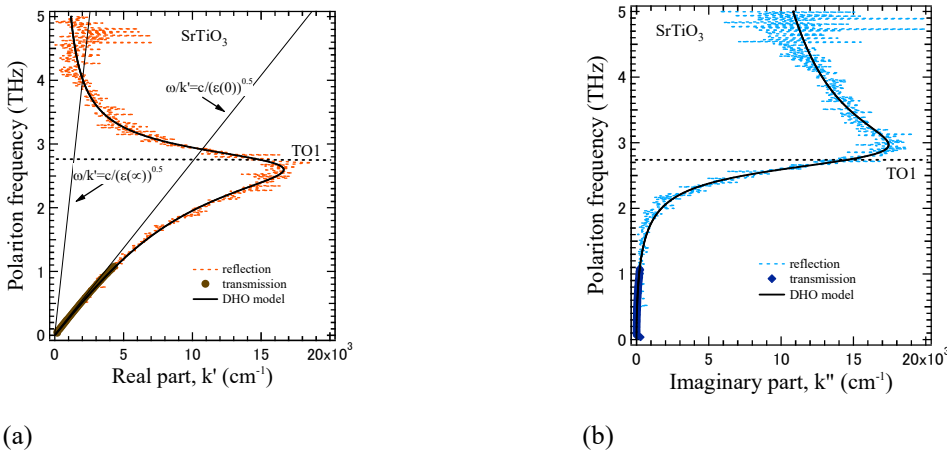 5
4
3
2
1
0
Polariton frequency (THz)
SrTiO₃
ω/k'=c/(ε(0))⁰·⁵
TO1
ω/k'=c/(ε(∞))⁰·⁵
reflection
transmission
DHO model
0 5 10 15 20x10³
Real part, k' (cm⁻¹)
(a)
5
4
3
2
1
0
Polariton frequency (THz)
SrTiO₃
TO1
reflection
transmission
DHO model
0 5 10 15 20x10³
Imaginary part, k" (cm⁻¹)
(b)